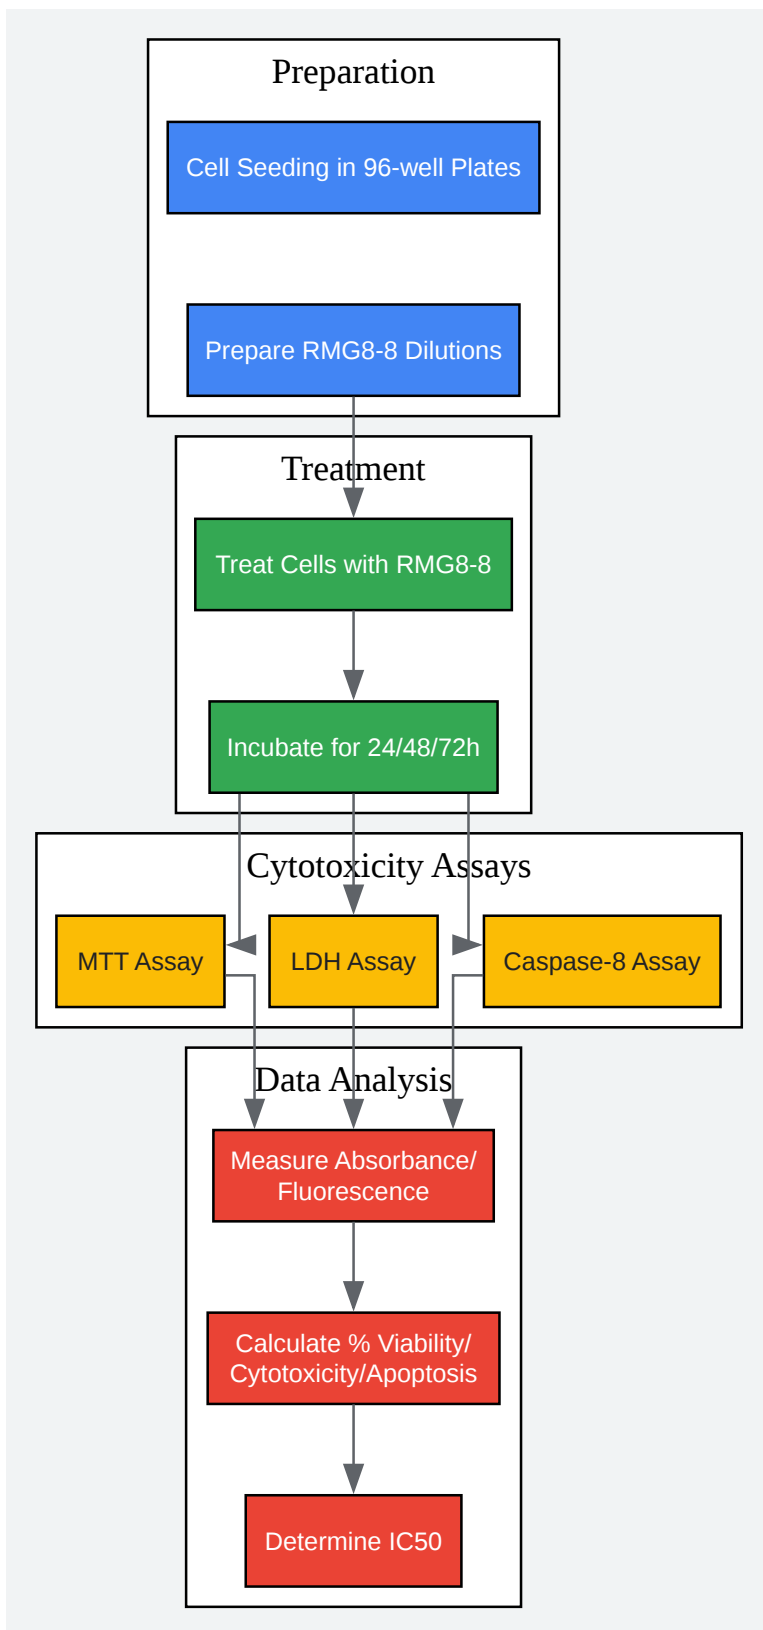 Preparation
Cell Seeding in 96-well Plates
Prepare RMG8-8 Dilutions
Treatment
Treat Cells with RMG8-8
Incubate for 24/48/72h
Cytotoxicity Assays
MTT Assay
LDH Assay
Caspase-8 Assay
Data Analysis
Measure Absorbance/
Fluorescence
Calculate % Viability/
Cytotoxicity/Apoptosis
Determine IC50